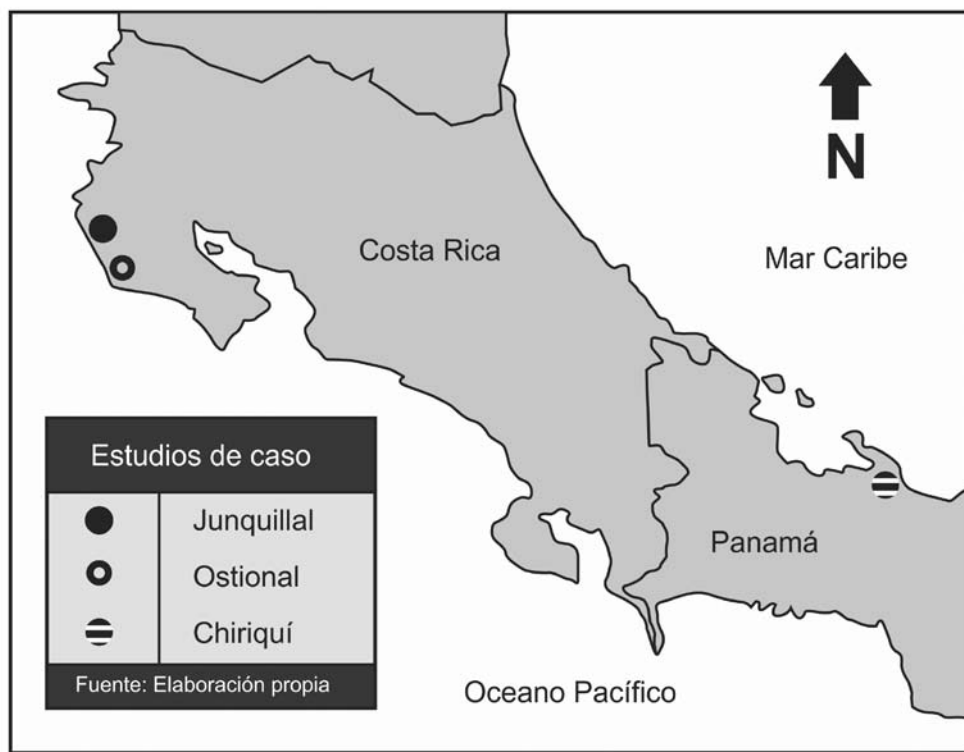 N
Costa Rica
Mar Caribe
Estudios de caso
Junquillal
Ostional
Chiriquí
Fuente: Elaboración propia
Panamá
Oceano Pacífico